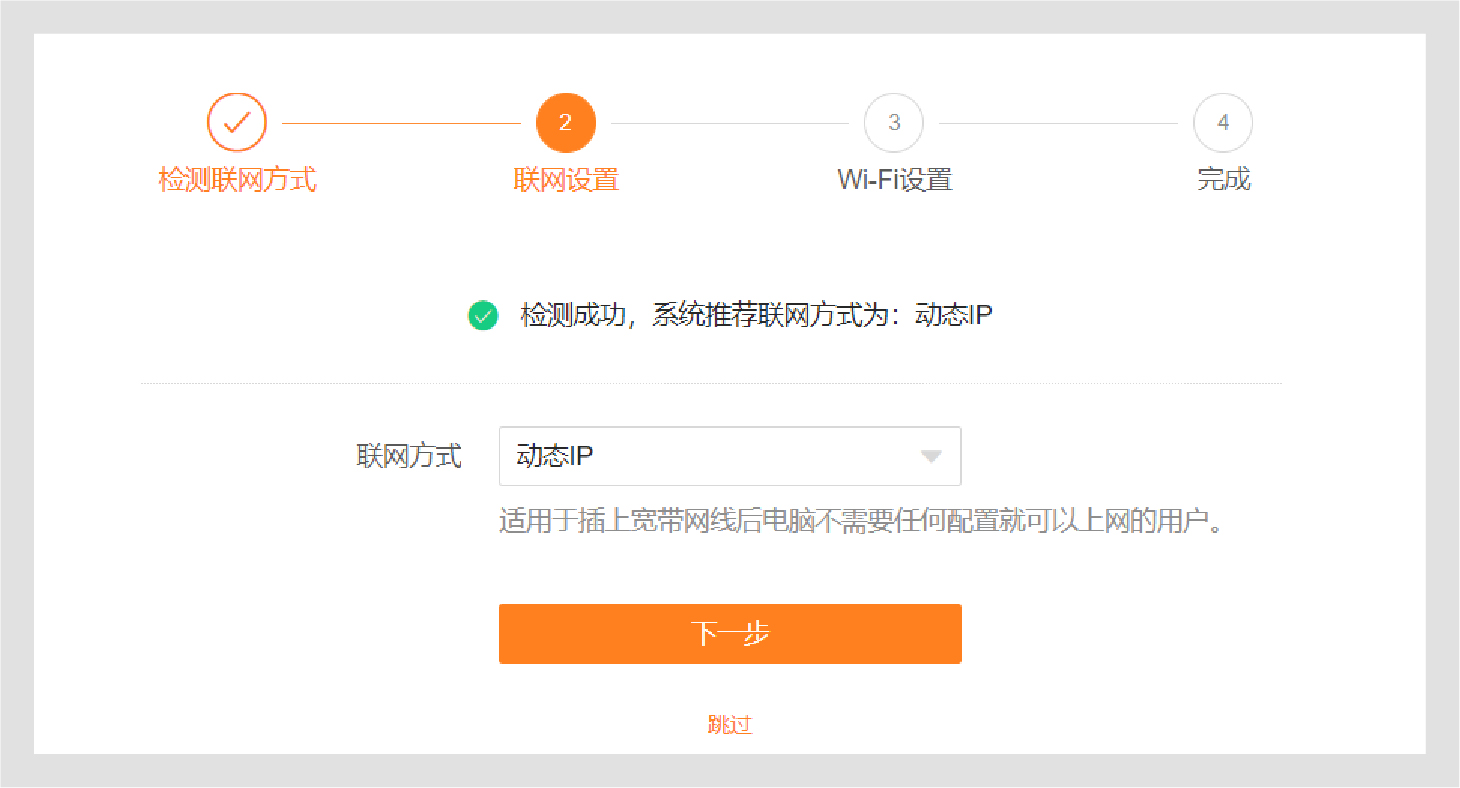 2
3
4
检测联网方式
联网设置
Wi-Fi设置
完成
检测成功，系统推荐联网方式为：动态IP
联网方式
动态IP
适用于插上宽带网线后电脑不需要任何配置就可以上网的用户。
下一步
跳过